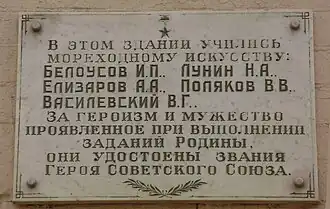 В ЭТОМ ЗДАНИИ УЧИЛИСЬ
МОРЕХОДНОМУ ИСКУССТВУ:
БЕЛОУСОВ И.П., ЛУНИН Н.А.,
ЕЛИЗАРОВ А.А., ПОЛЯКОВ В.В.,
ВАСИЛЕВСКИЙ В.Г.,
ЗА ГЕРОИЗМ И МУЖЕСТВО
ПРОЯВЛЕННОЕ ПРИ ВЫПОЛНЕНИИ
ЗАДАНИЙ РОДИНЫ,
ОНИ УДОСТОЕНЫ ЗВАНИЯ
ГЕРОЯ СОВЕТСКОГО СОЮЗА.